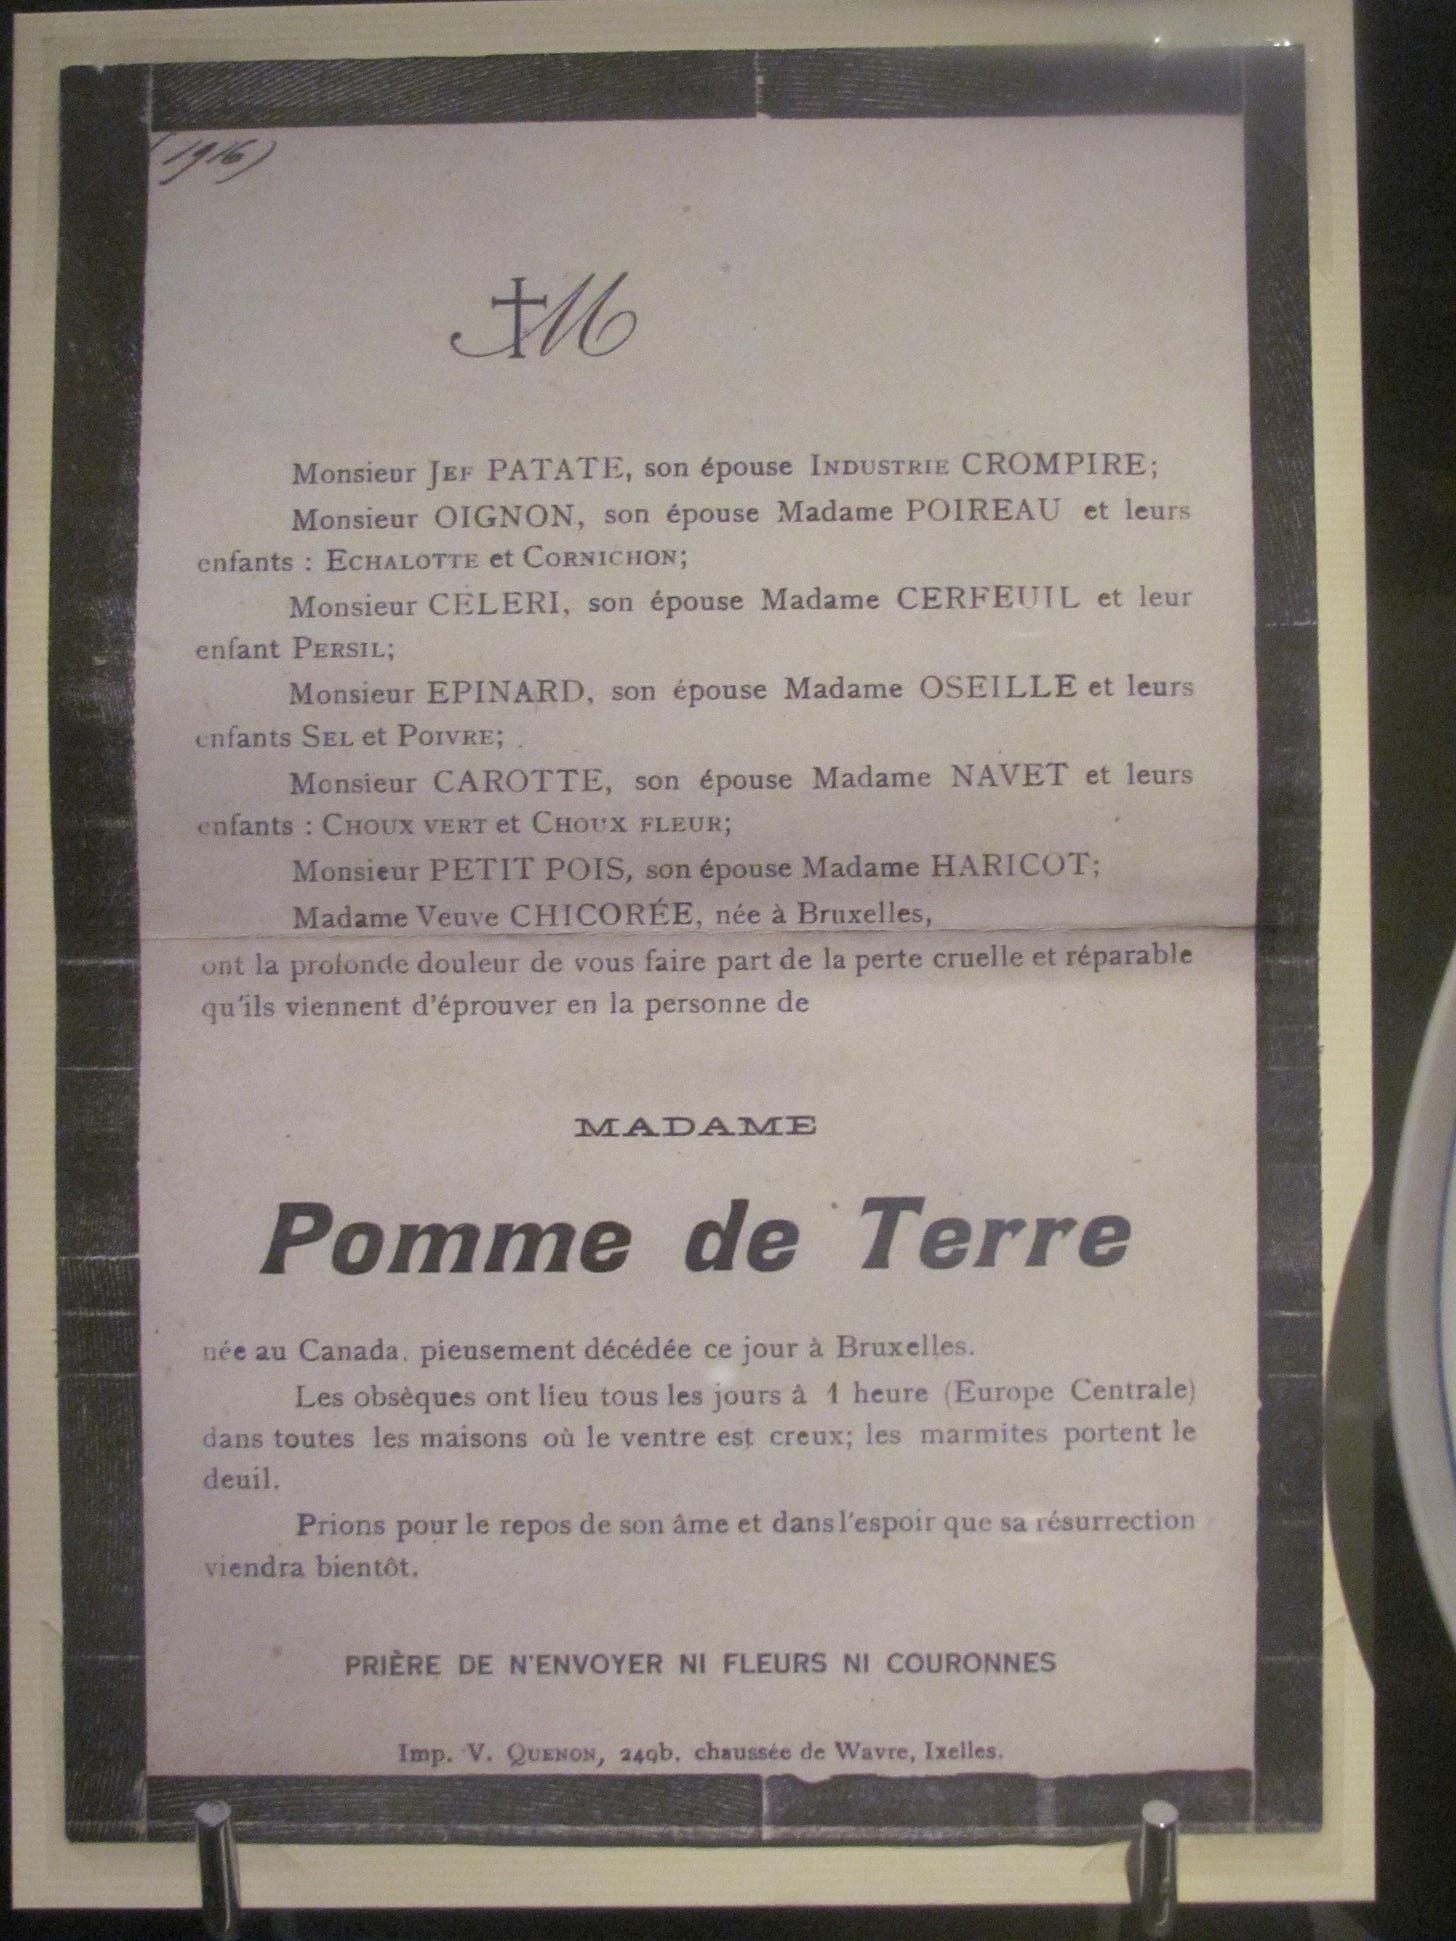 (1916)
M
Monsieur JEF PATATE, son épouse INDUSTRIE CROMPIRE;
Monsieur OIGNON, son épouse Madame POIREAU et leurs
enfants : ECHALOTTE et CORNICHON;
Monsieur CÉLERI, son épouse Madame CERFEUIL et leur
enfant PERSIL;
Monsieur EPINARD, son épouse Madame OSEILLE et leurs
enfants SEL et POIVRE;
Monsieur CAROTTE, son épouse Madame NAVET et leurs
enfants : CHOUX VERT et CHOUX FLEUR;
Monsieur PETIT POIS, son épouse Madame HARICOT;
Madame Veuve CHICORÉE, née à Bruxelles,
ont la profonde douleur de vous faire part de la perte cruelle et réparable
qu'ils viennent d'éprouver en la personne de
MADAME
Pomme de Terre
née au Canada, pieusement décédée ce jour à Bruxelles.
Les obsèques ont lieu tous les jours à 1 heure (Europe Centrale)
dans toutes les maisons où le ventre est creux; les marmites portent le
deuil.
Prions pour le repos de son âme et dans l'espoir que sa résurrection
viendra bientôt.
PRIÈRE DE N'ENVOYER NI FLEURS NI COURONNES
Imp. V. QUENON, 249b, chaussée de Wavre, Ixelles.